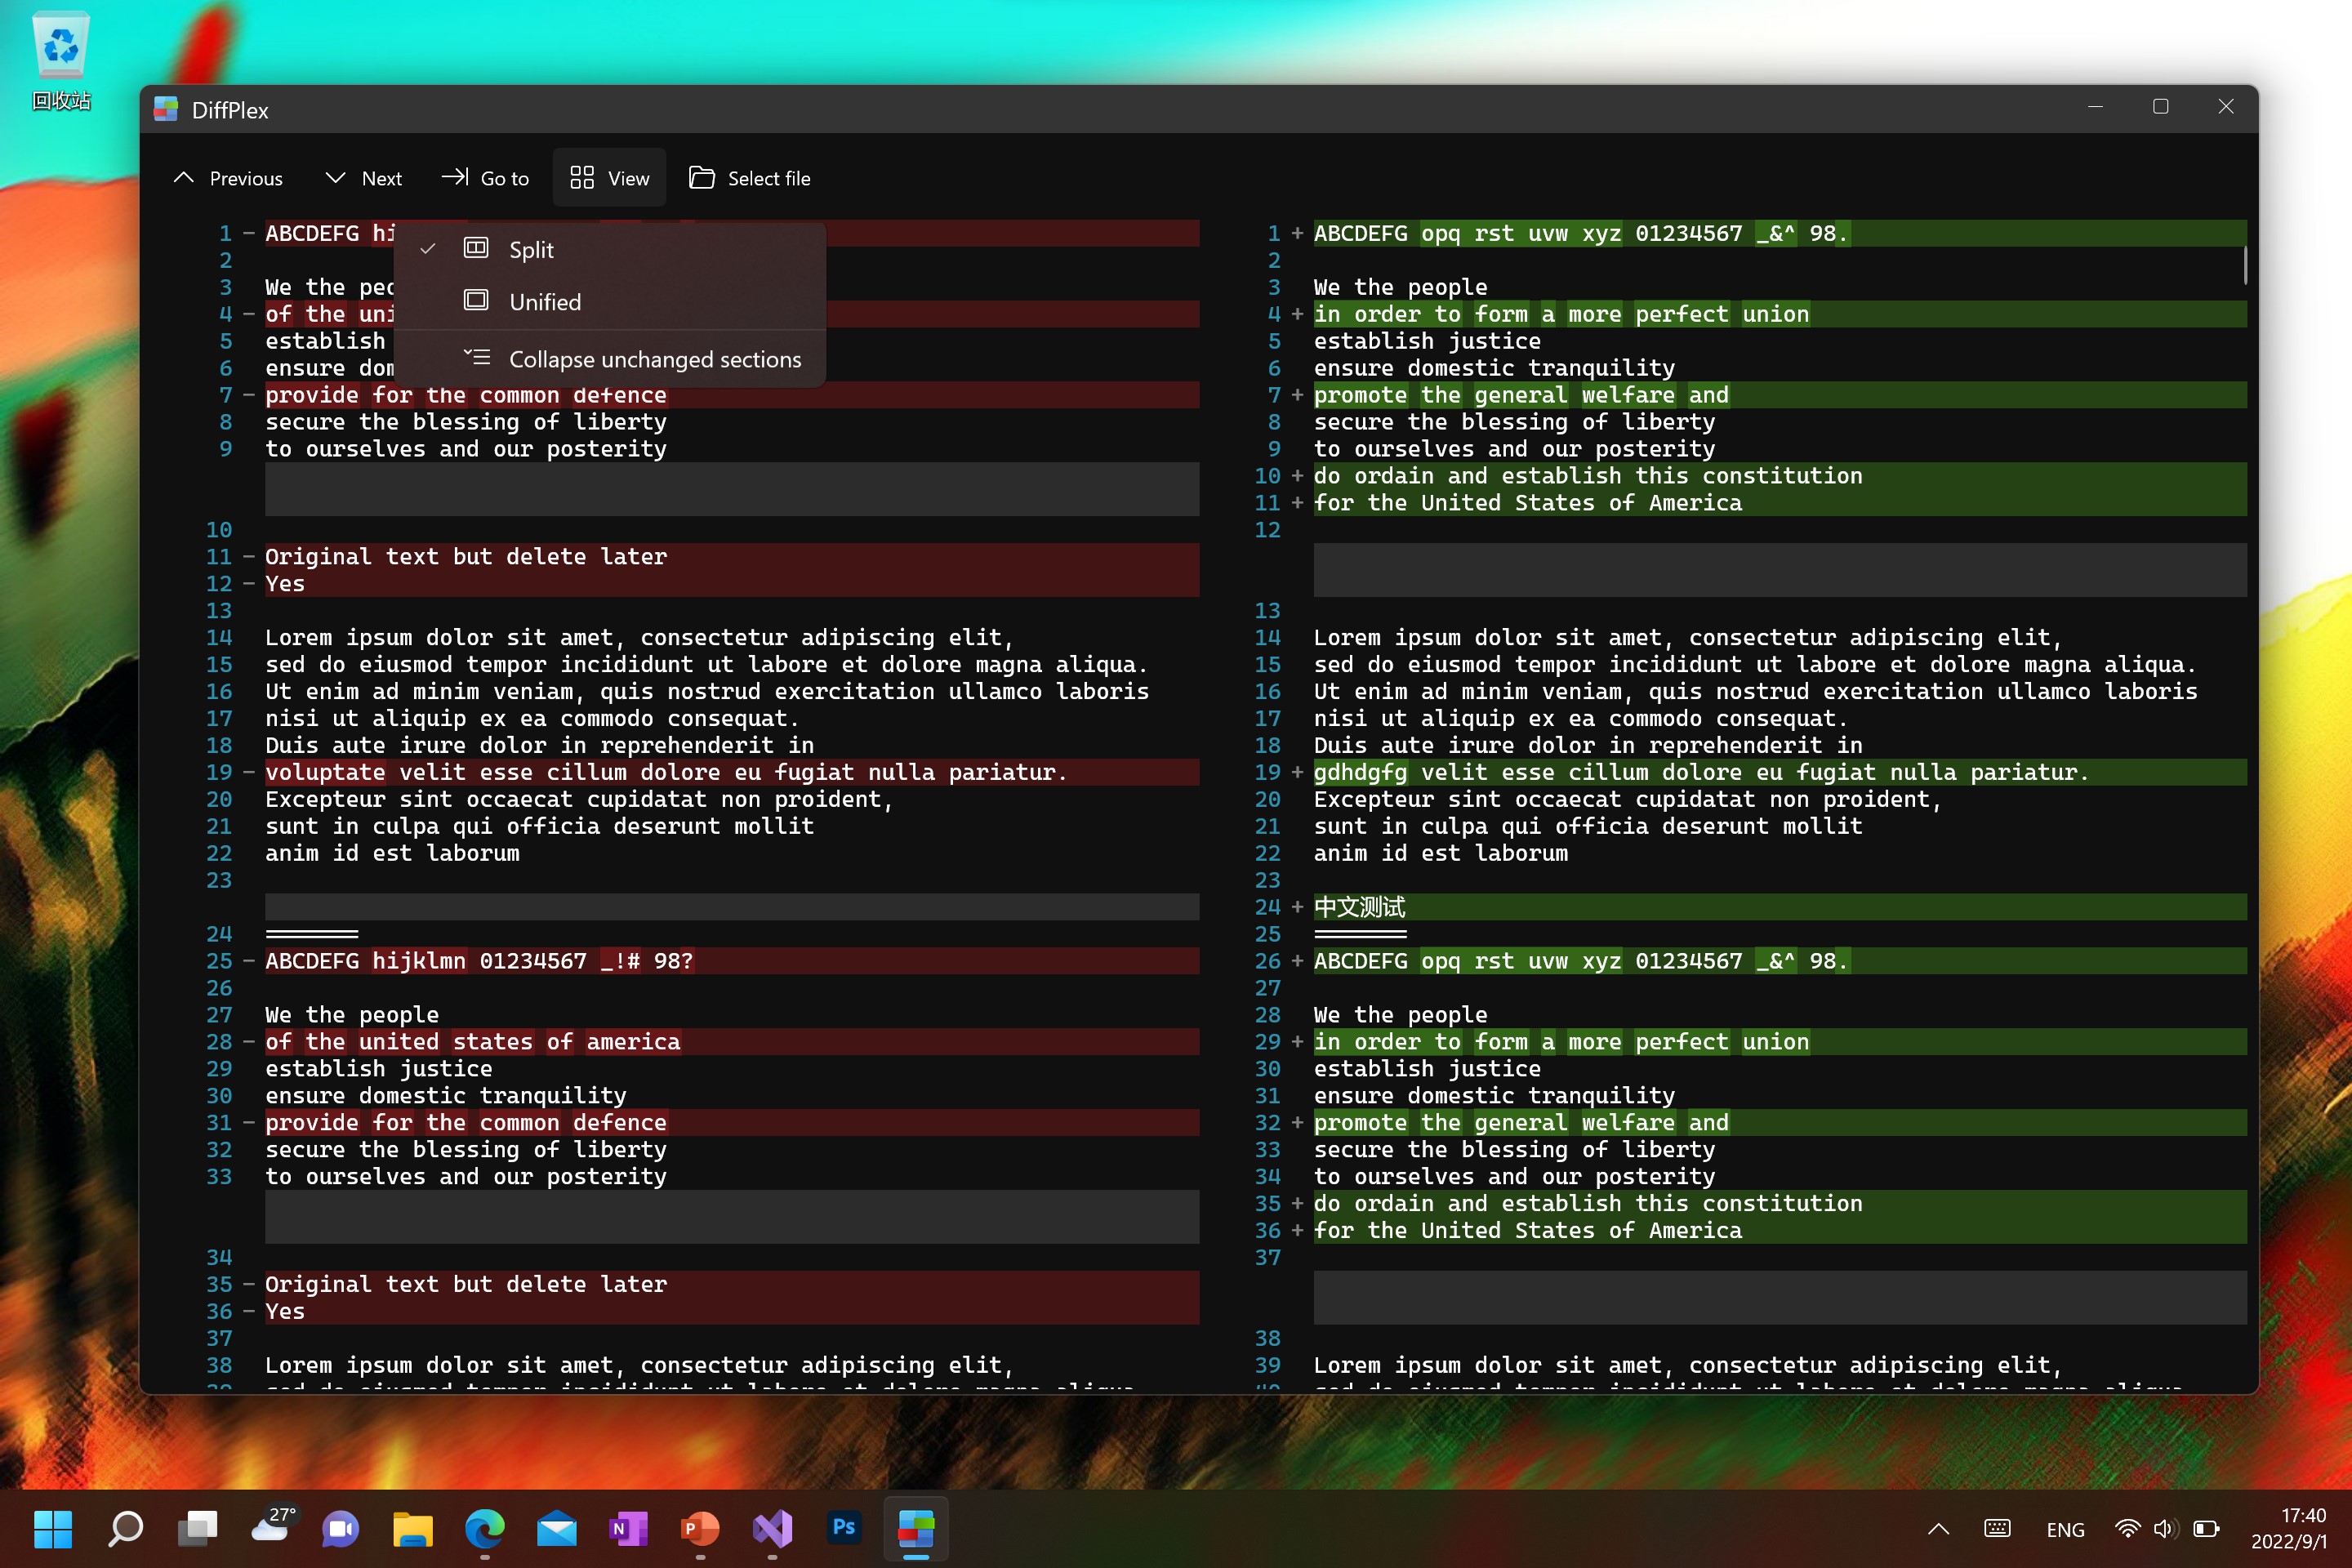 回收站
DiffPlex
Previous Next Go to View Select file
Split
Unified
Collapse unchanged sections
1 − ABCDEFG
2
3 We the
4 − of the
5 establish
6 ensure
7 − provide for the common defence
8 secure the blessing of liberty
9 to ourselves and our posterity
10
11 − Original text but delete later
12 − Yes
13
14 Lorem ipsum dolor sit amet, consectetur adipiscing elit,
15 sed do eiusmod tempor incididunt ut labore et dolore magna aliqua.
16 Ut enim ad minim veniam, quis nostrud exercitation ullamco laboris
17 nisi ut aliquip ex ea commodo consequat.
18 Duis aute irure dolor in reprehenderit in
19 − voluptate velit esse cillum dolore eu fugiat nulla pariatur.
20 Excepteur sint occaecat cupidatat non proident,
21 sunt in culpa qui officia deserunt mollit
22 anim id est laborum
23
24 =======
25 − ABCDEFG hijklmn 01234567 _!# 98?
26
27 We the people
28 − of the united states of america
29 establish justice
30 ensure domestic tranquility
31 − provide for the common defence
32 secure the blessing of liberty
33 to ourselves and our posterity
34
35 − Original text but delete later
36 − Yes
37
38 Lorem ipsum dolor sit amet, consectetur adipiscing elit,
1 + ABCDEFG opq rst uvw xyz 01234567 _&^ 98.
2
3 We the people
4 + in order to form a more perfect union
5 establish justice
6 ensure domestic tranquility
7 + promote the general welfare and
8 secure the blessing of liberty
9 to ourselves and our posterity
10 + do ordain and establish this constitution
11 + for the United States of America
12
13
14 Lorem ipsum dolor sit amet, consectetur adipiscing elit,
15 sed do eiusmod tempor incididunt ut labore et dolore magna aliqua.
16 Ut enim ad minim veniam, quis nostrud exercitation ullamco laboris
17 nisi ut aliquip ex ea commodo consequat.
18 Duis aute irure dolor in reprehenderit in
19 + gdhdgfg velit esse cillum dolore eu fugiat nulla pariatur.
20 Excepteur sint occaecat cupidatat non proident,
21 sunt in culpa qui officia deserunt mollit
22 anim id est laborum
23
24 + 中文测试
25 =======
26 + ABCDEFG opq rst uvw xyz 01234567 _&^ 98.
27
28 We the people
29 + in order to form a more perfect union
30 establish justice
31 ensure domestic tranquility
32 + promote the general welfare and
33 secure the blessing of liberty
34 to ourselves and our posterity
35 + do ordain and establish this constitution
36 + for the United States of America
37
38
39 Lorem ipsum dolor sit amet, consectetur adipiscing elit,
27°
N
P
Ps
ENG
17:40
2022/9/1